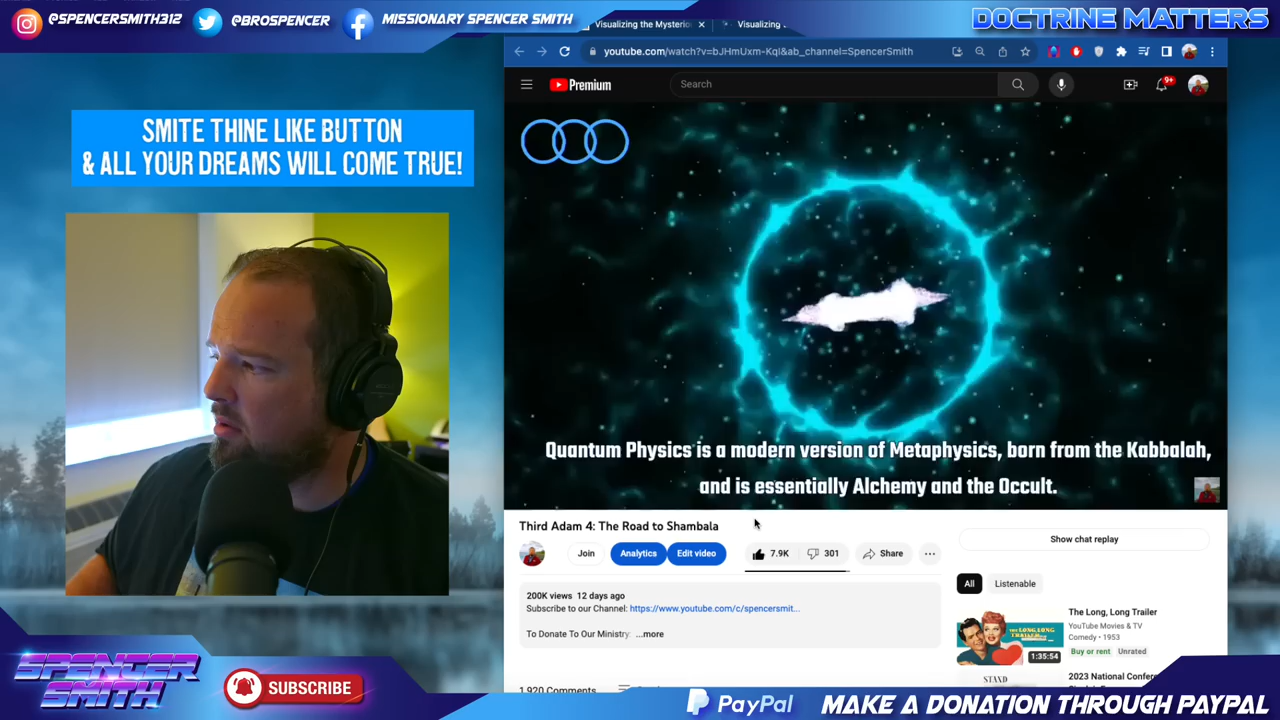 @SPENCERSMITH312
@BROSPENCER
MISSIONARY SPENCER SMITH
DOCTRINE MATTERS
Visualizing the Mysterio
Visualizing
SMITE THINE LIKE BUTTON
& ALL YOUR DREAMS WILL COME TRUE!
youtube.com/watch?v=bJHmUxm-KqI&ab_channel=SpencerSmith
Premium
Search
9+
Quantum Physics is a modern version of Metaphysics, born from the Kabbalah,
and is essentially Alchemy and the Occult.
Third Adam 4: The Road to Shambala
Join
Analytics
Edit video
7.9K
301
Share
Show chat replay
All
Listenable
200K views 12 days ago
Subscribe to our Channel: https://www.youtube.com/c/spencersmit...
To Donate To Our Ministry: ...more
The Long, Long Trailer
YouTube Movies & TV
Comedy • 1953
Buy or rent
Unrated
1:35:54
2023 National Confere
STAND
1,920 Comments
SPENCER
SMITH
SUBSCRIBE
PayPal
MAKE A DONATION THROUGH PAYPAL